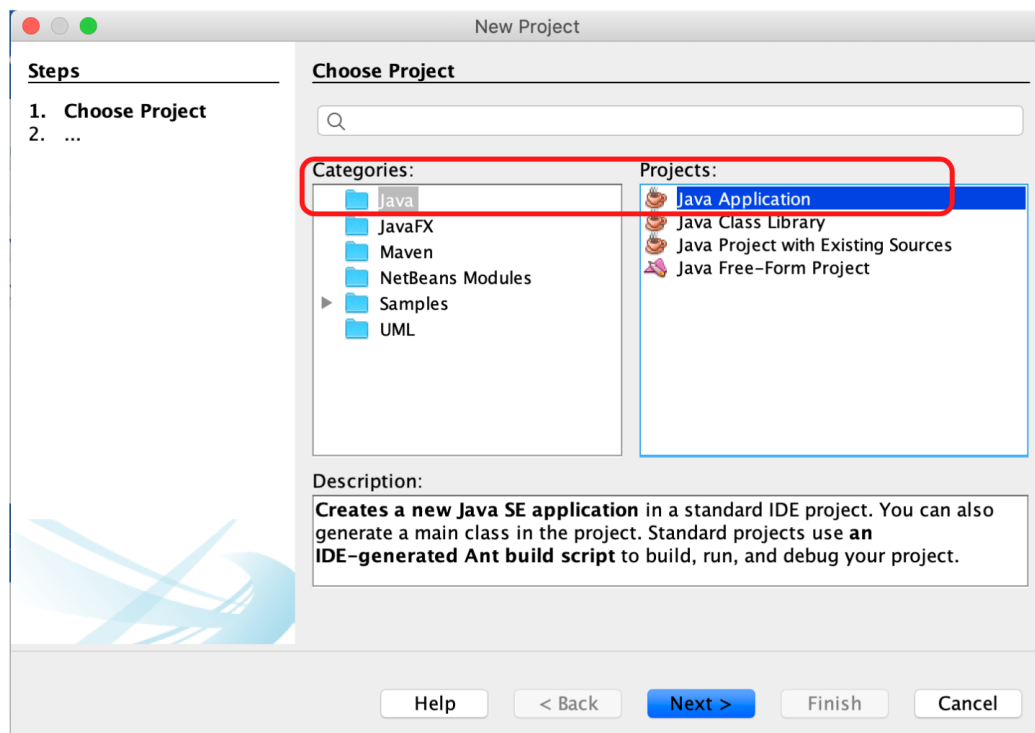 New Project
Steps
1. Choose Project
2. ...
Choose Project
Categories:
Java
JavaFX
Maven
NetBeans Modules
Samples
UML
Projects:
Java Application
Java Class Library
Java Project with Existing Sources
Java Free-Form Project
Description:
Creates a new Java SE application in a standard IDE project. You can also
generate a main class in the project. Standard projects use an
IDE-generated Ant build script to build, run, and debug your project.
Help
< Back
Next >
Finish
Cancel